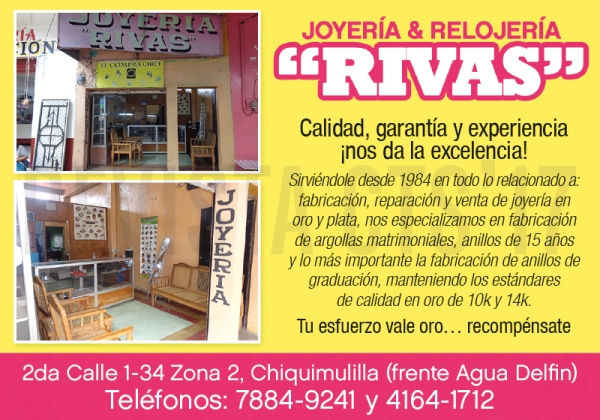 JOYERIA
"RIVAS"
SE COMPRA ORO
JOYERIA
JOYERÍA & RELOJERÍA
"RIVAS"
Calidad, garantía y experiencia
¡nos da la excelencia!
Sirviéndole desde 1984 en todo lo relacionado a:
fabricación, reparación y venta de joyería en
oro y plata, nos especializamos en fabricación
de argollas matrimoniales, anillos de 15 años
y lo más importante la fabricación de anillos de
graduación, manteniendo los estándares
de calidad en oro de 10k y 14k.
Tu esfuerzo vale oro... recompénsate
2da Calle 1-34 Zona 2, Chiquimulilla (frente Agua Delfin)
Teléfonos: 7884-9241 y 4164-1712